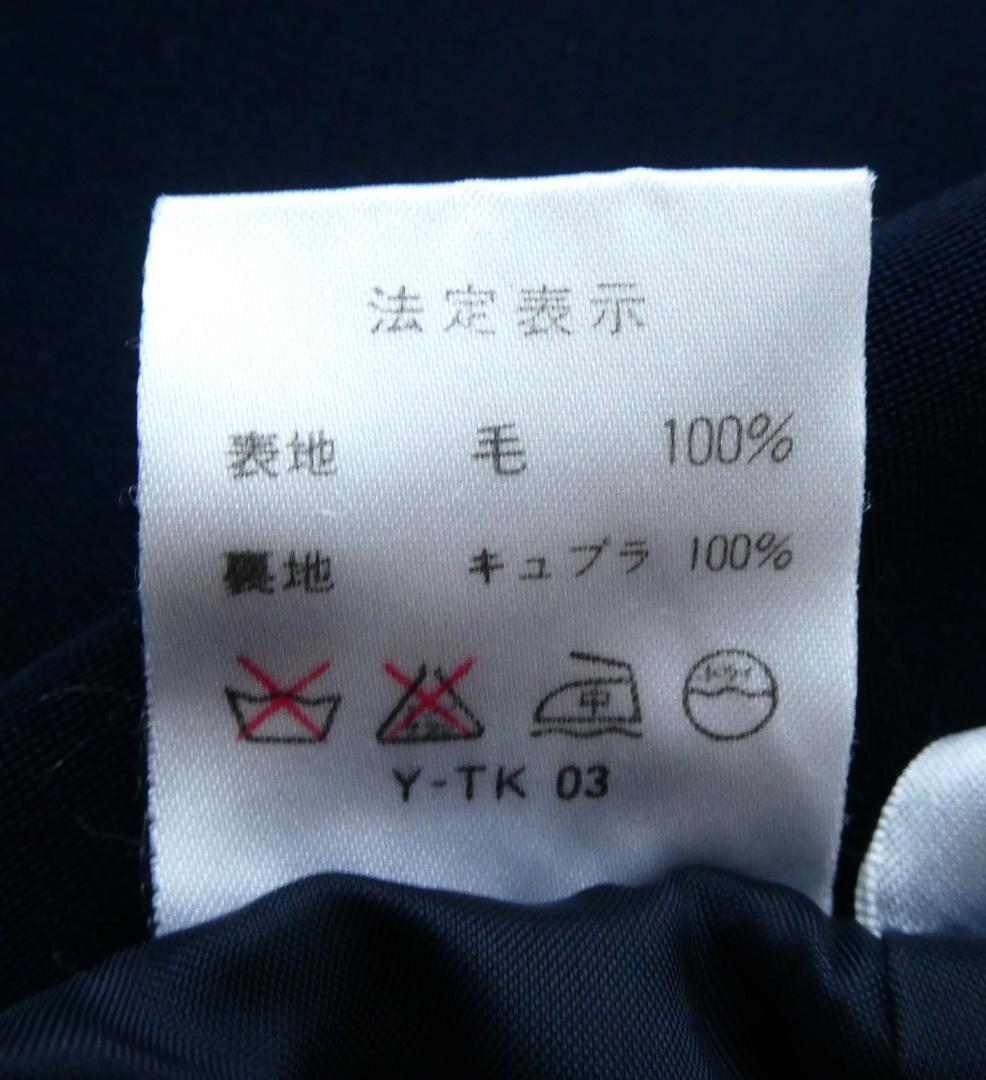 法定表示
表地 毛 100%
裏地 キュプラ 100%
中 ドライ
Y-TK 03